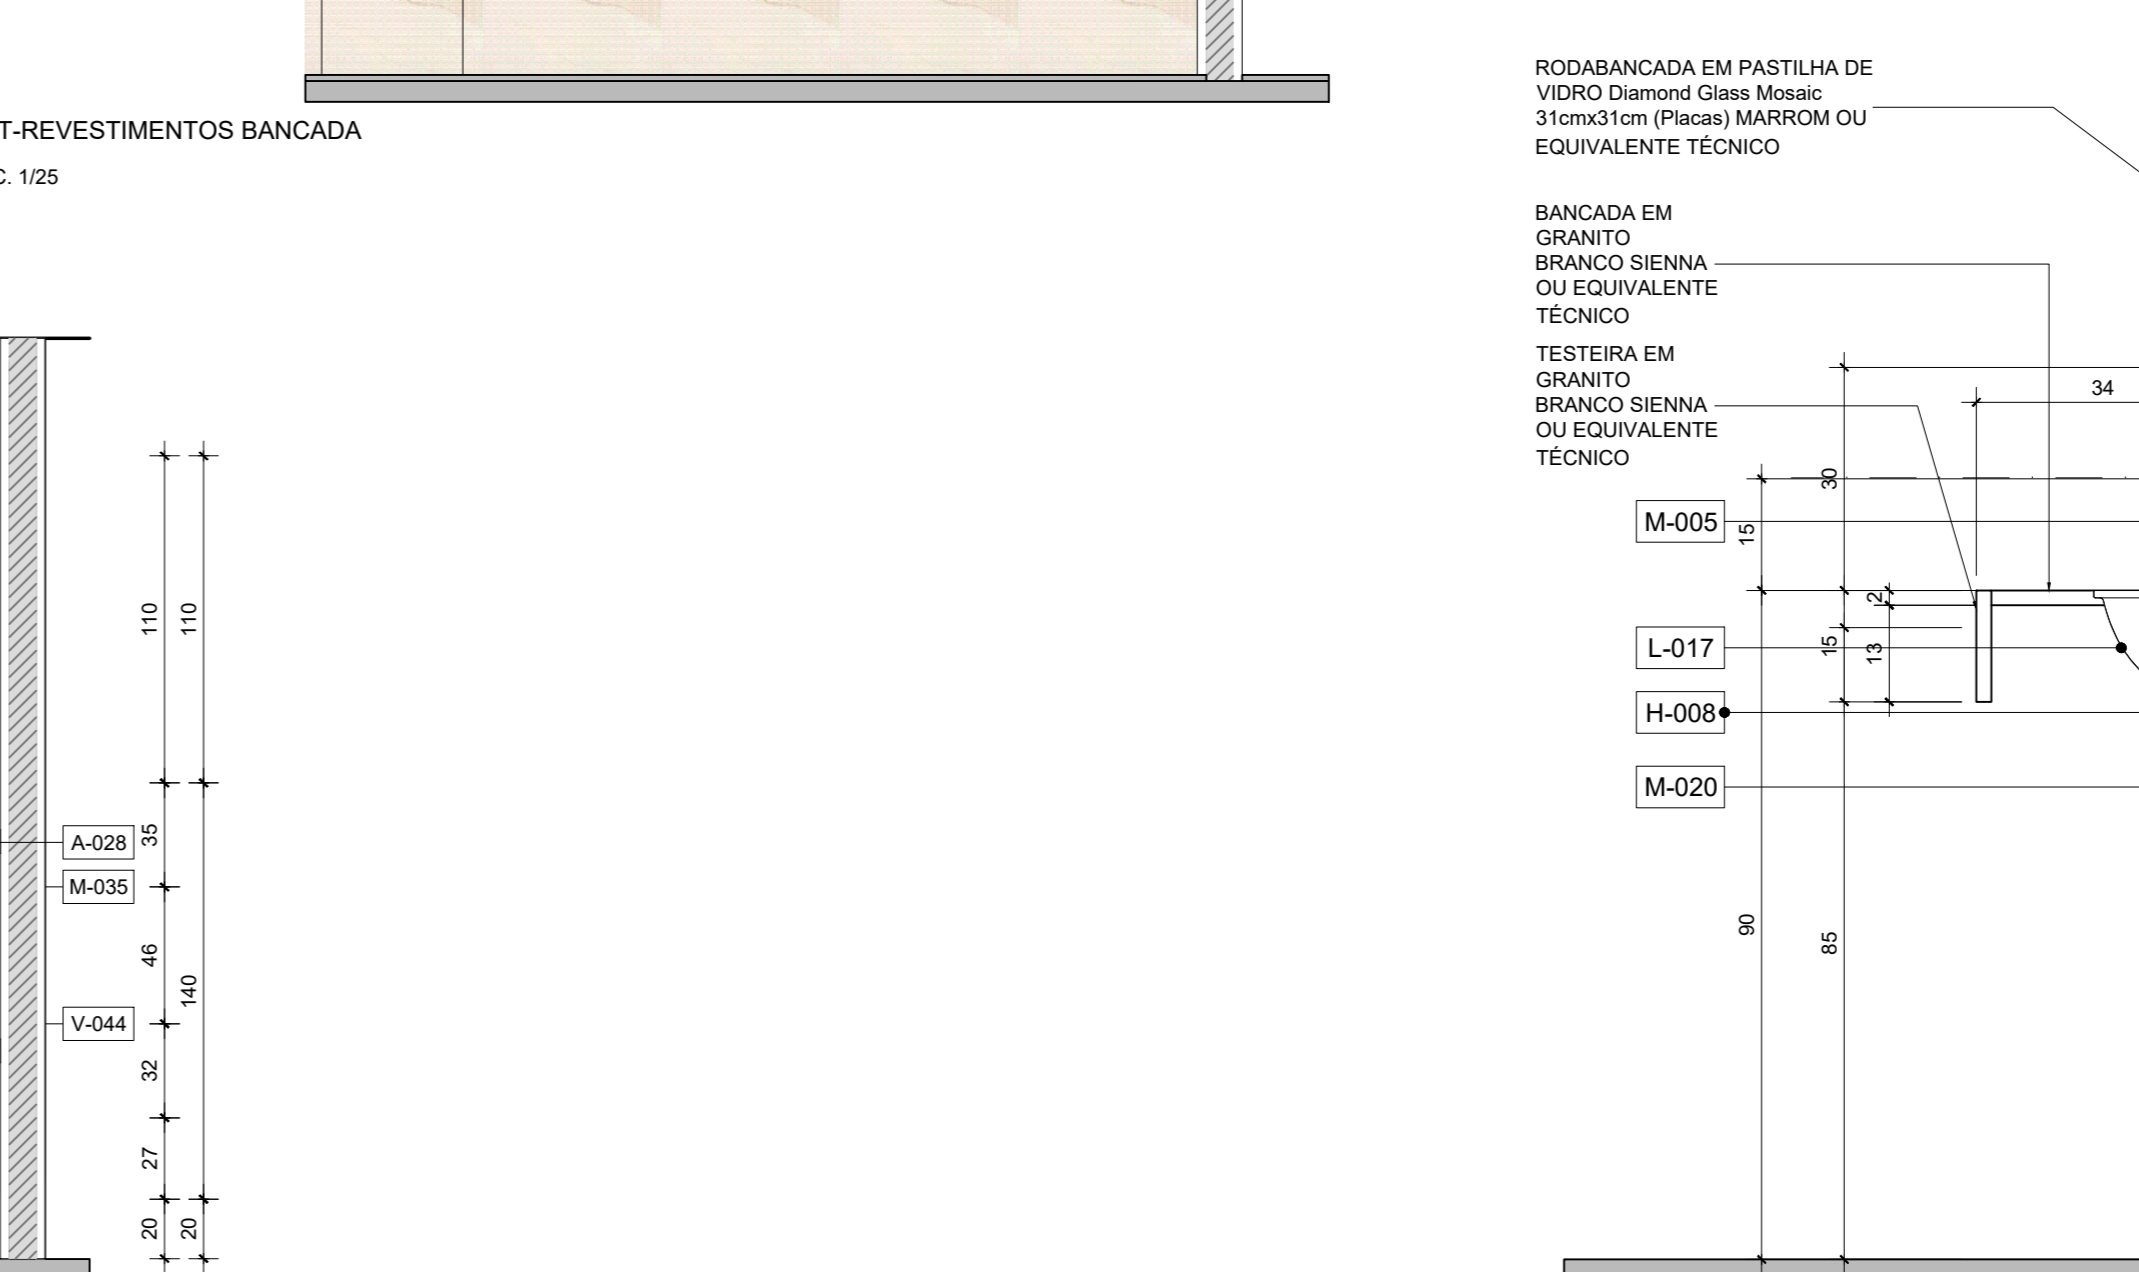 T-REVESTIMENTOS BANCADA
C. 1/25
110
110
35
A-028
M-035
46
140
V-044
32
27
20
20
RODABANCADA EM PASTILHA DE
VIDRO Diamond Glass Mosaic
31cmx31cm (Placas) MARROM OU
EQUIVALENTE TÉCNICO
BANCADA EM
GRANITO
BRANCO SIENNA
OU EQUIVALENTE
TÉCNICO
TESTEIRA EM
GRANITO
BRANCO SIENNA
OU EQUIVALENTE
TÉCNICO
34
30
M-005
15
2
L-017
15
13
H-008
M-020
90
85